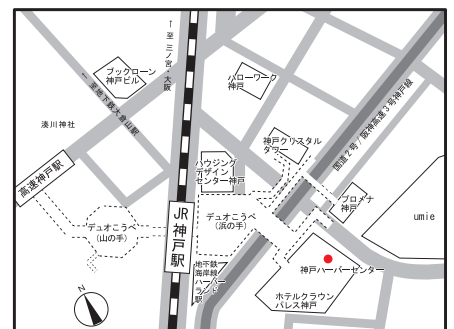 ↑至 三ノ宮・大阪
ブックローン
神戸ビル
←至地下鉄大倉山駅
ハローワーク
神戸
湊川神社
国道2号/阪神高速3号神戸線
神戸クリスタル
タワー
高速神戸駅
ハウジング
デザイン
センター神戸
プロメナ
神戸
デュオこうべ
(山の手)
JR神戸駅
デュオこうべ
(浜の手)
umie
地下鉄
海岸線
ハーバー
ランド
駅
神戸ハーバーセンター
ホテルクラウン
パレス神戸
N